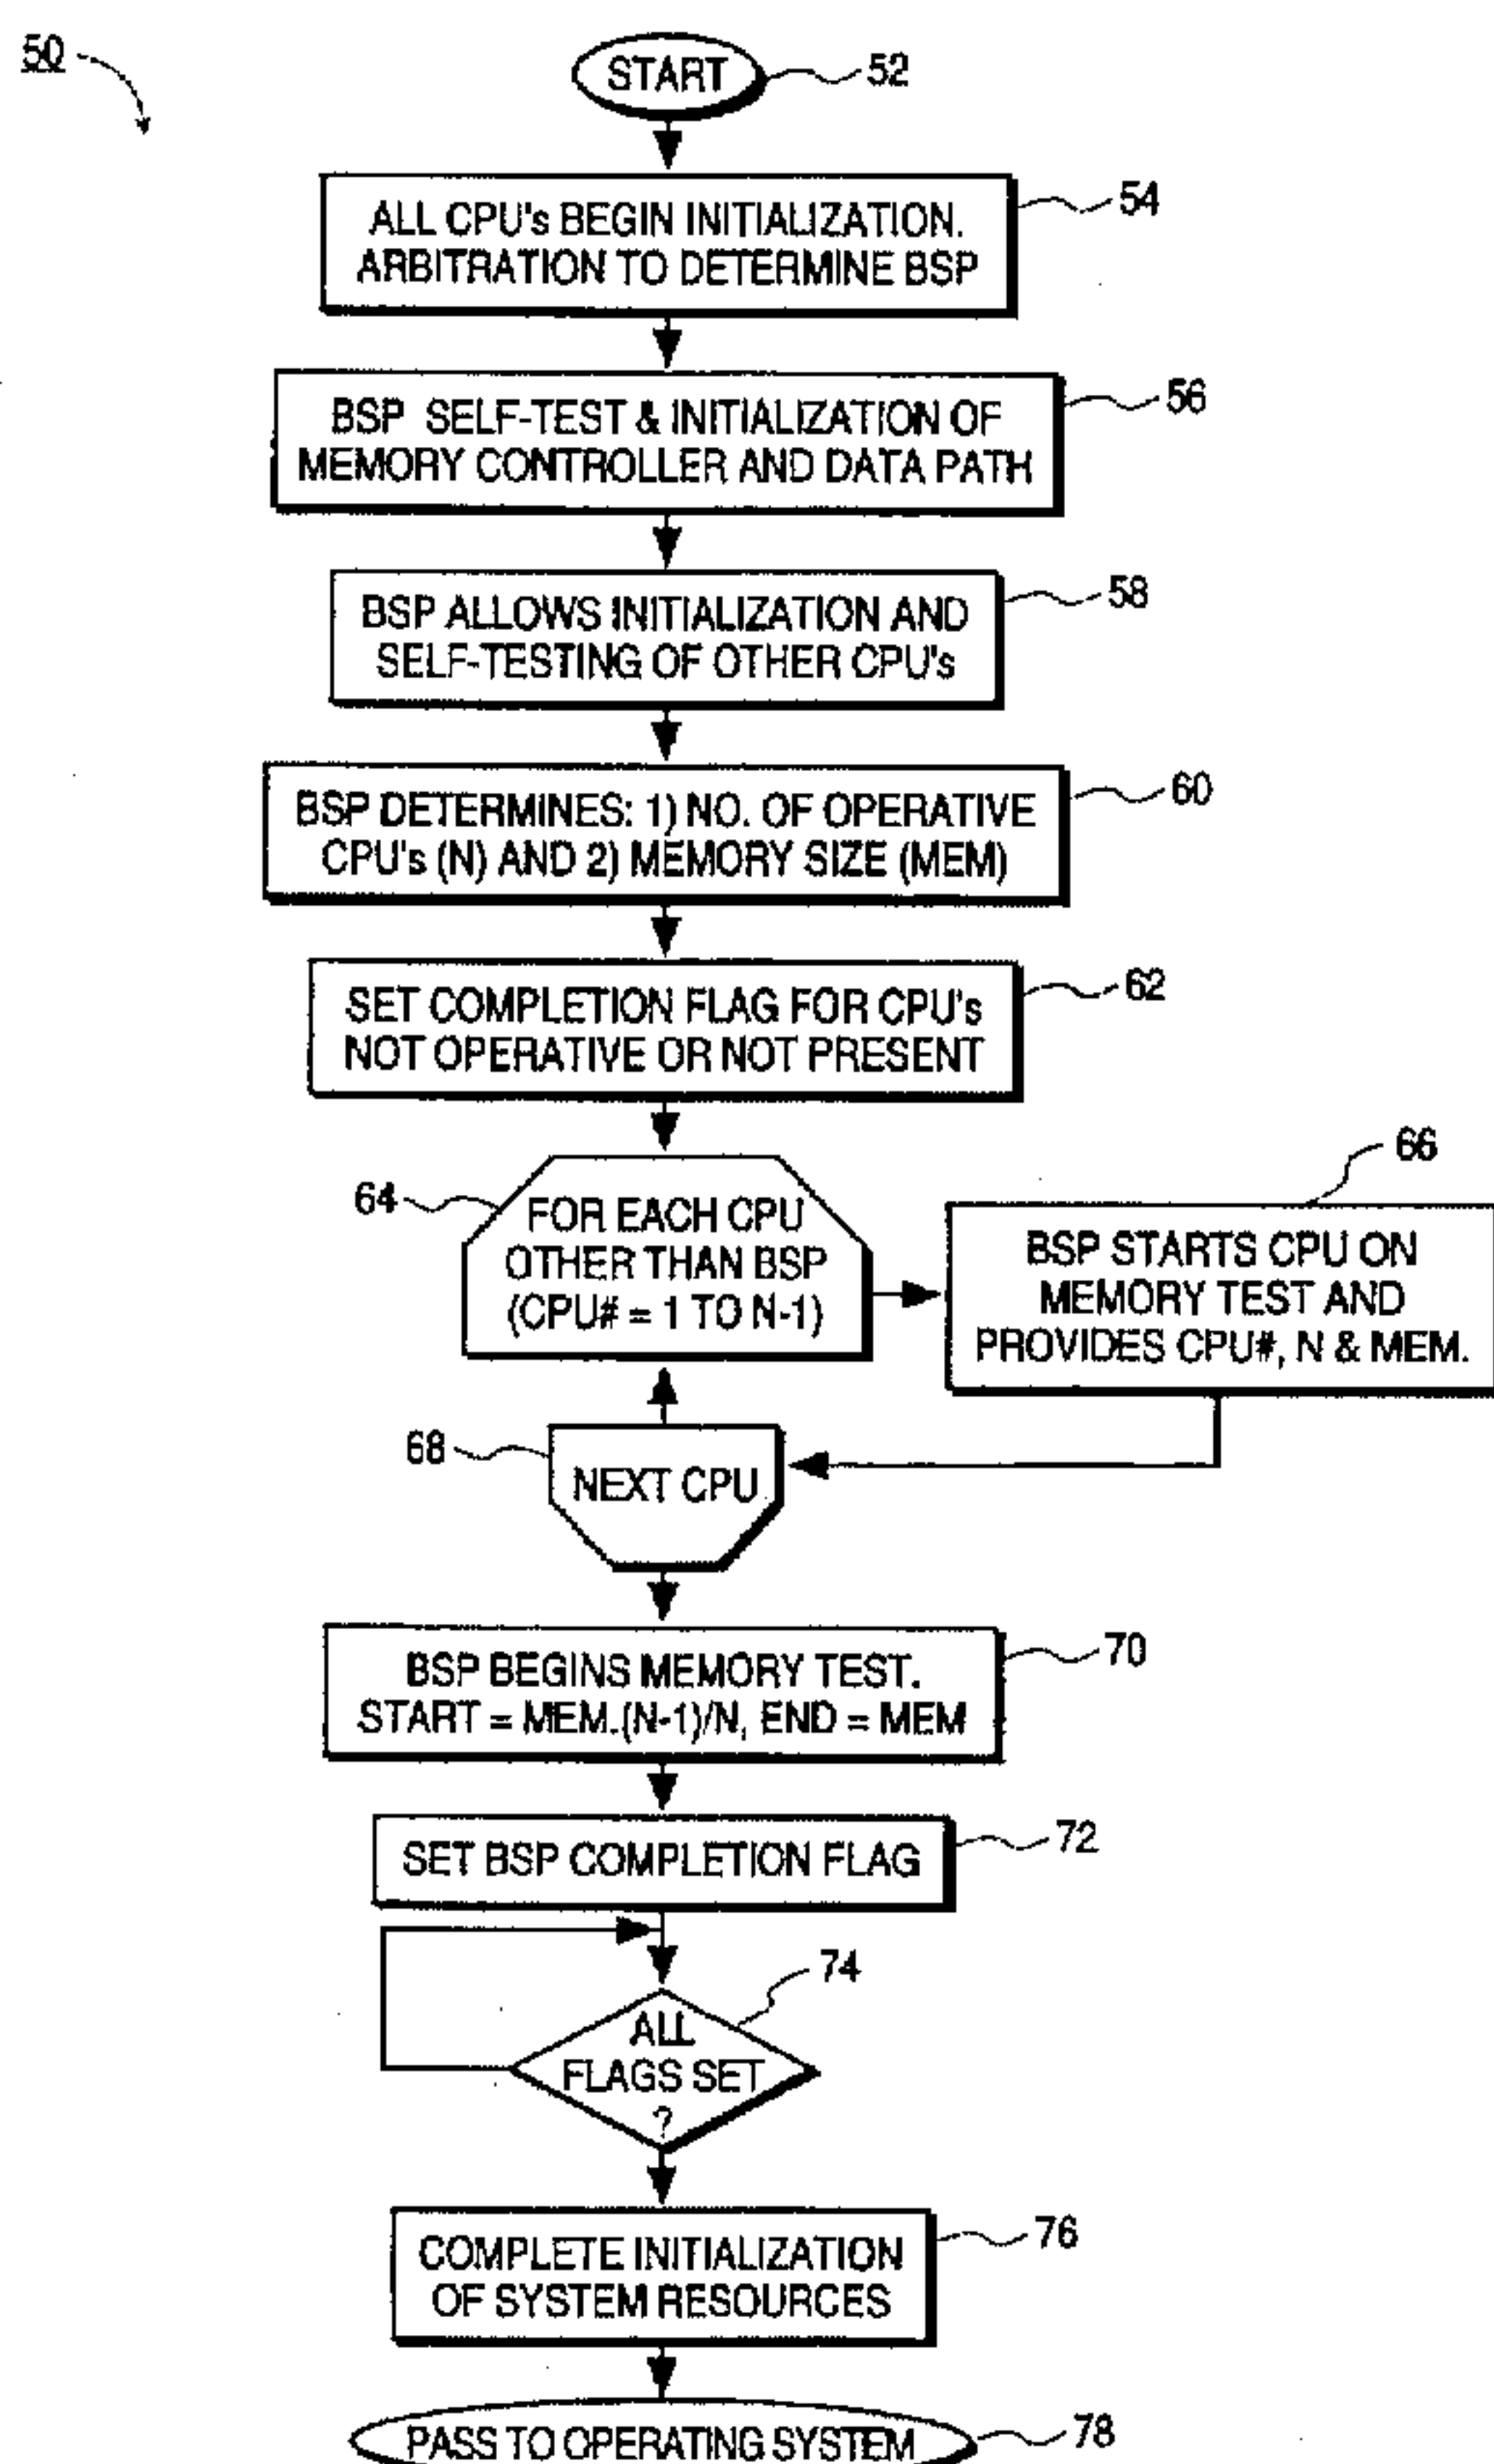 50
START
52
ALL CPU's BEGIN INITIALIZATION.
ARBITRATION TO DETERMINE BSP
54
BSP SELF-TEST & INITIALIZATION OF
MEMORY CONTROLLER AND DATA PATH
56
BSP ALLOWS INITIALIZATION AND
SELF-TESTING OF OTHER CPU's
58
BSP DETERMINES: 1) NO. OF OPERATIVE
CPU's (N) AND 2) MEMORY SIZE (MEM)
60
SET COMPLETION FLAG FOR CPU's
NOT OPERATIVE OR NOT PRESENT
62
64
FOR EACH CPU
OTHER THAN BSP
(CPU# = 1 TO N-1)
66
BSP STARTS CPU ON
MEMORY TEST AND
PROVIDES CPU#, N & MEM.
68
NEXT CPU
BSP BEGINS MEMORY TEST.
START = MEM.(N-1)/N, END = MEM
70
SET BSP COMPLETION FLAG
72
74
ALL
FLAGS SET
?
COMPLETE INITIALIZATION
OF SYSTEM RESOURCES
76
PASS TO OPERATING SYSTEM
78